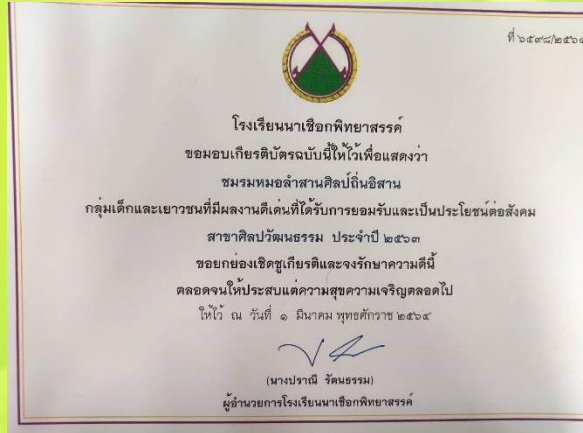 ที่ ๖๕๙๘/๒๕๖๔
โรงเรียนนาเชือกพิทยาสรรค์
ขอมอบเกียรติบัตรฉบับนี้ให้ไว้เพื่อแสดงว่า
ชมรมหมอลำสานศิลป์ถิ่นอีสาน
กลุ่มเด็กและเยาวชนที่มีผลงานดีเด่นที่ได้รับการยอมรับและเป็นประโยชน์ต่อสังคม
สาขาศิลปวัฒนธรรม ประจำปี ๒๕๖๓
ขอยกย่องเชิดชูเกียรติและจงรักษาความดีนี้
ตลอดจนให้ประสบแต่ความสุขความเจริญตลอดไป
ให้ไว้ ณ วันที่ ๑ มีนาคม พุทธศักราช ๒๕๖๔
(นางปราณี รัตนธรรม)
ผู้อำนวยการโรงเรียนนาเชือกพิทยาสรรค์